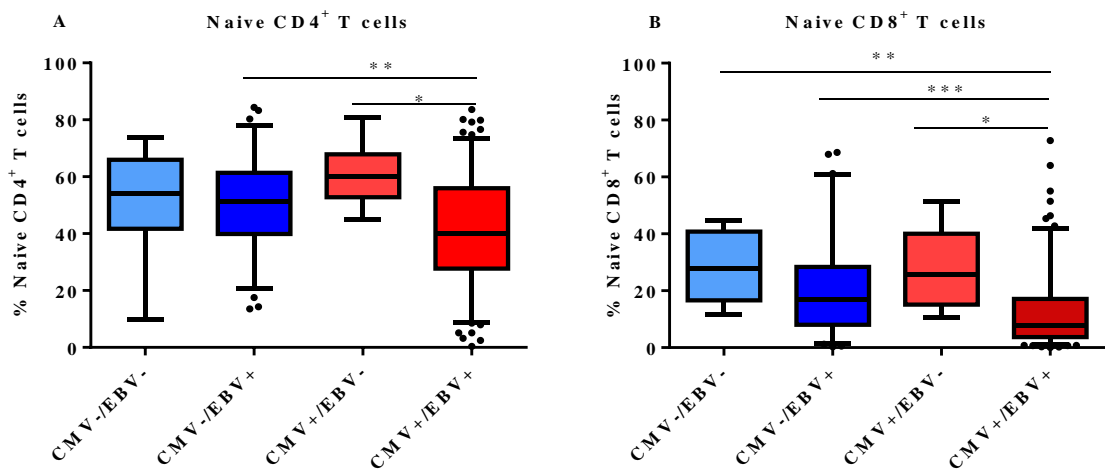 A Naive CD4+ T cells
% Naive CD4+ T cells
100
80
60
40
20
0
**
*
CMV-/EBV-
CMV-/EBV+
CMV+/EBV-
CMV+/EBV+
B Naive CD8+ T cells
% Naive CD8+ T cells
100
80
60
40
20
0
**
***
*
CMV-/EBV-
CMV-/EBV+
CMV+/EBV-
CMV+/EBV+